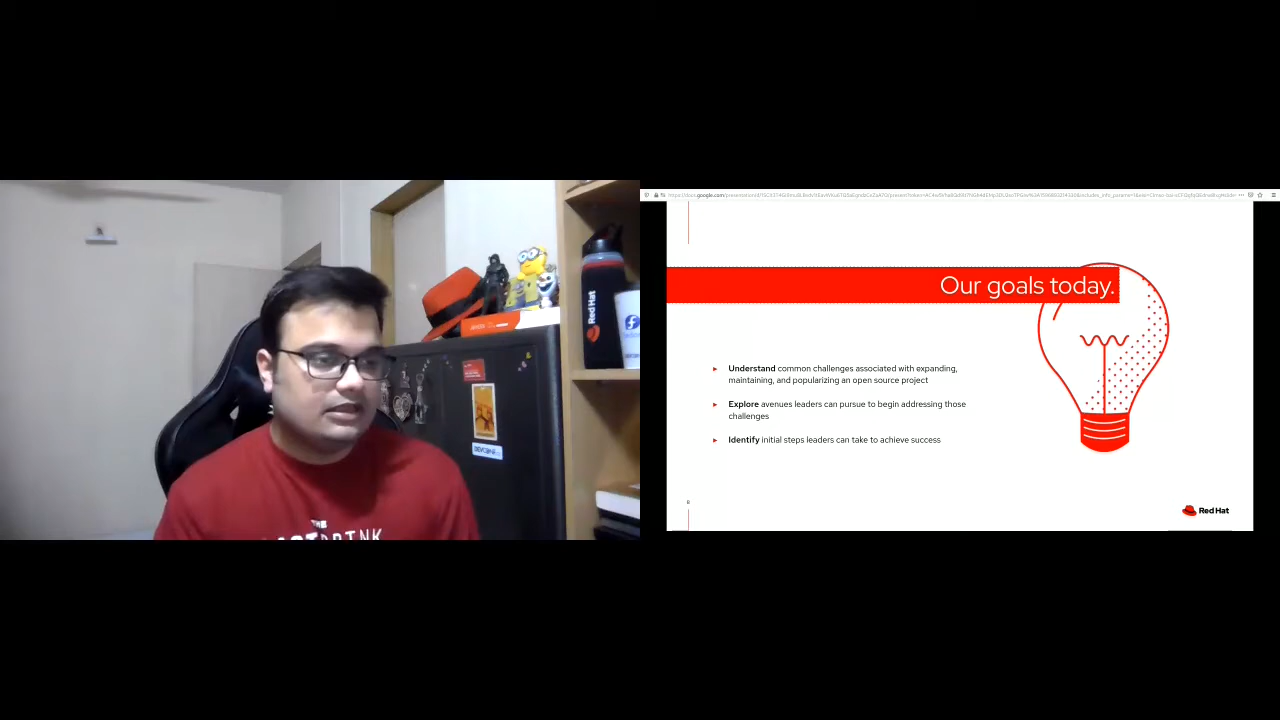 Red Hat
THE
Our goals today.
▸ Understand common challenges associated with expanding,
maintaining, and popularizing an open source project
▸ Explore avenues leaders can pursue to begin addressing those
challenges
▸ Identify initial steps leaders can take to achieve success
8
Red Hat